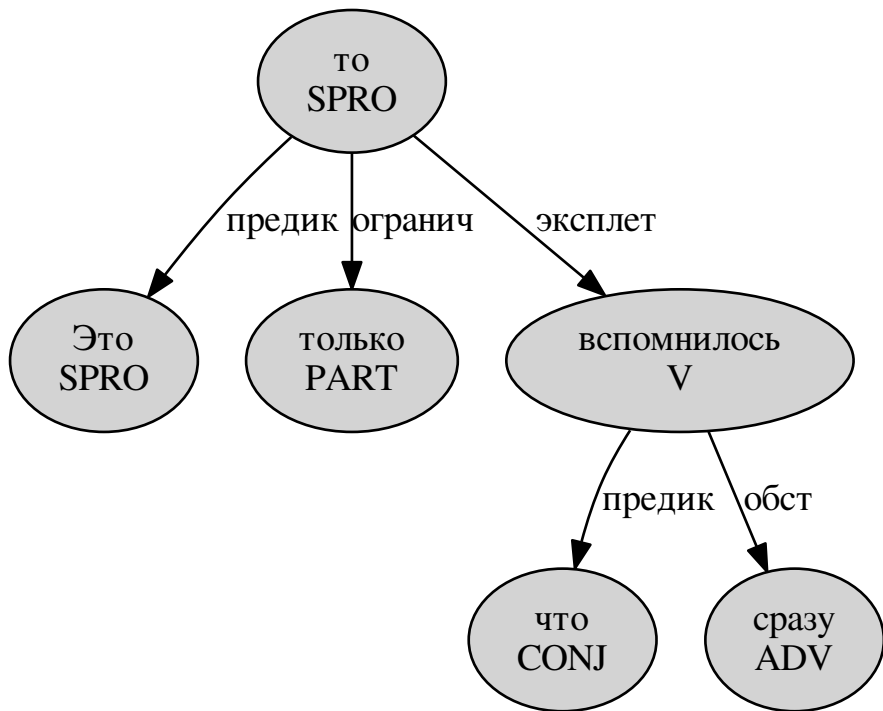 то
SPRO
предик
огранич
эксплет
Это
SPRO
только
PART
вспомнилось
V
предик
обст
что
CONJ
сразу
ADV